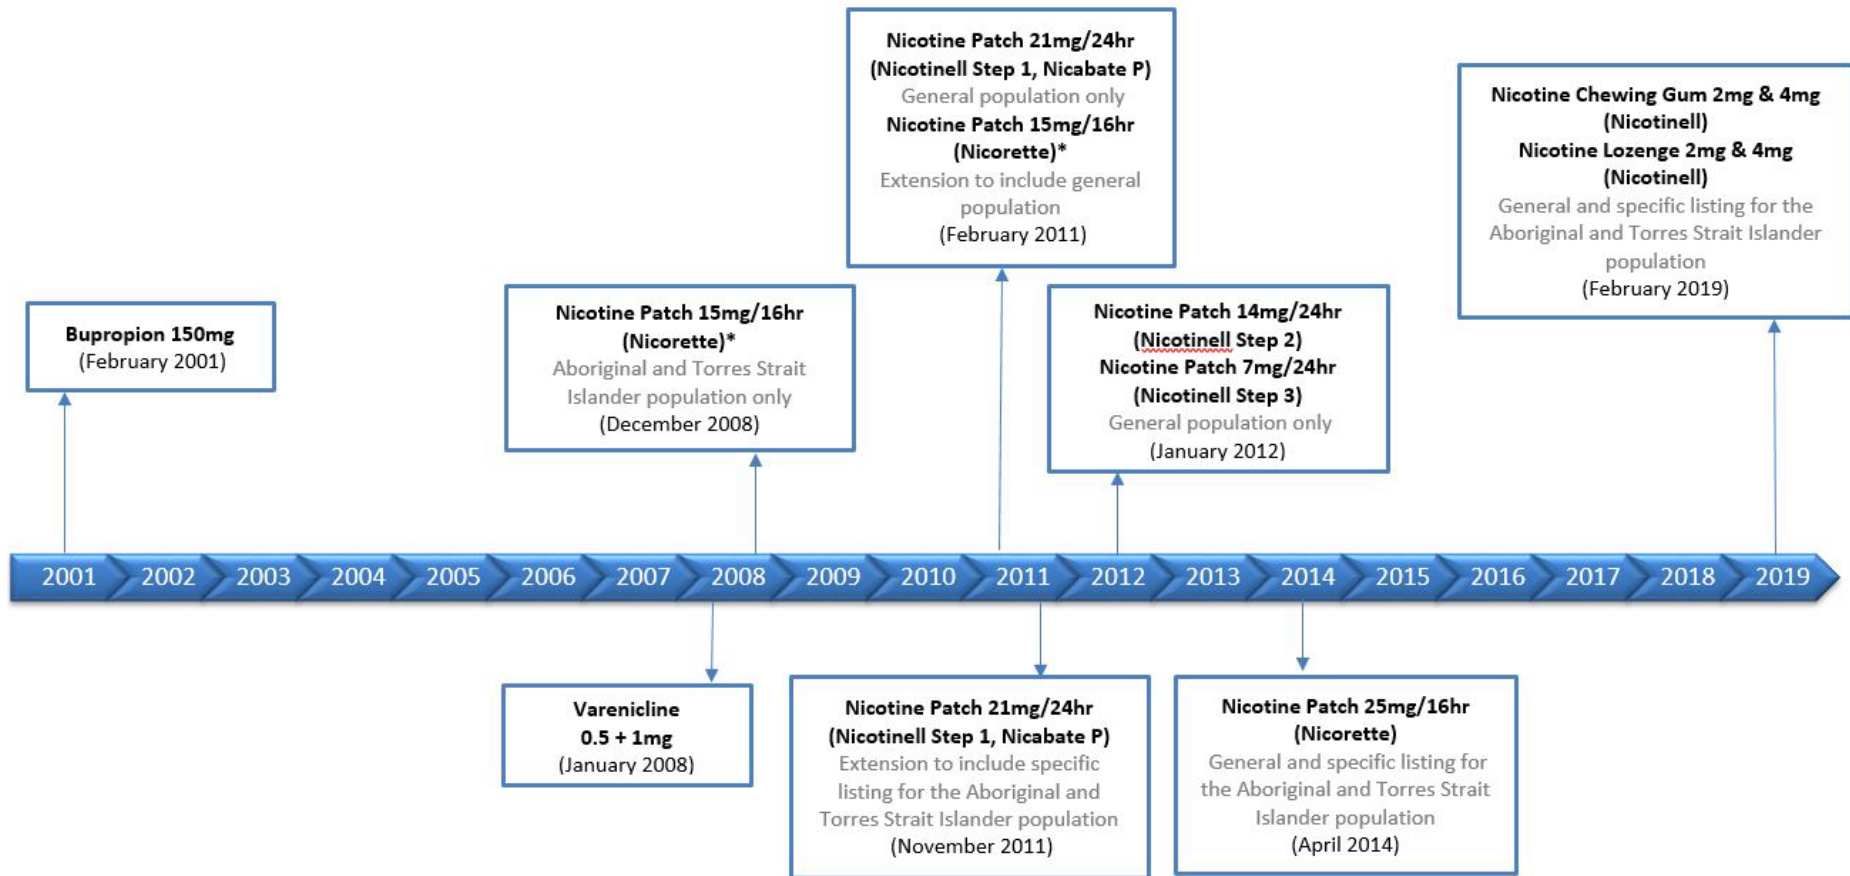 Nicotine Patch 21mg/24hr
(Nicotinell Step 1, Nicabate P)
General population only
Nicotine Patch 15mg/16hr
(Nicorette)*
Extension to include general
population
(February 2011)
Nicotine Chewing Gum 2mg & 4mg
(Nicotinell)
Nicotine Lozenge 2mg & 4mg
(Nicotinell)
General and specific listing for the
Aboriginal and Torres Strait Islander
population
(February 2019)
Bupropion 150mg
(February 2001)
Nicotine Patch 15mg/16hr
(Nicorette)*
Aboriginal and Torres Strait
Islander population only
(December 2008)
Nicotine Patch 14mg/24hr
(Nicotinell Step 2)
Nicotine Patch 7mg/24hr
(Nicotinell Step 3)
General population only
(January 2012)
2001 2002 2003 2004 2005 2006 2007 2008 2009 2010 2011 2012 2013 2014 2015 2016 2017 2018 2019
Varenicline
0.5 + 1mg
(January 2008)
Nicotine Patch 21mg/24hr
(Nicotinell Step 1, Nicabate P)
Extension to include specific
listing for the Aboriginal and
Torres Strait Islander population
(November 2011)
Nicotine Patch 25mg/16hr
(Nicorette)
General and specific listing for
the Aboriginal and Torres Strait
Islander population
(April 2014)